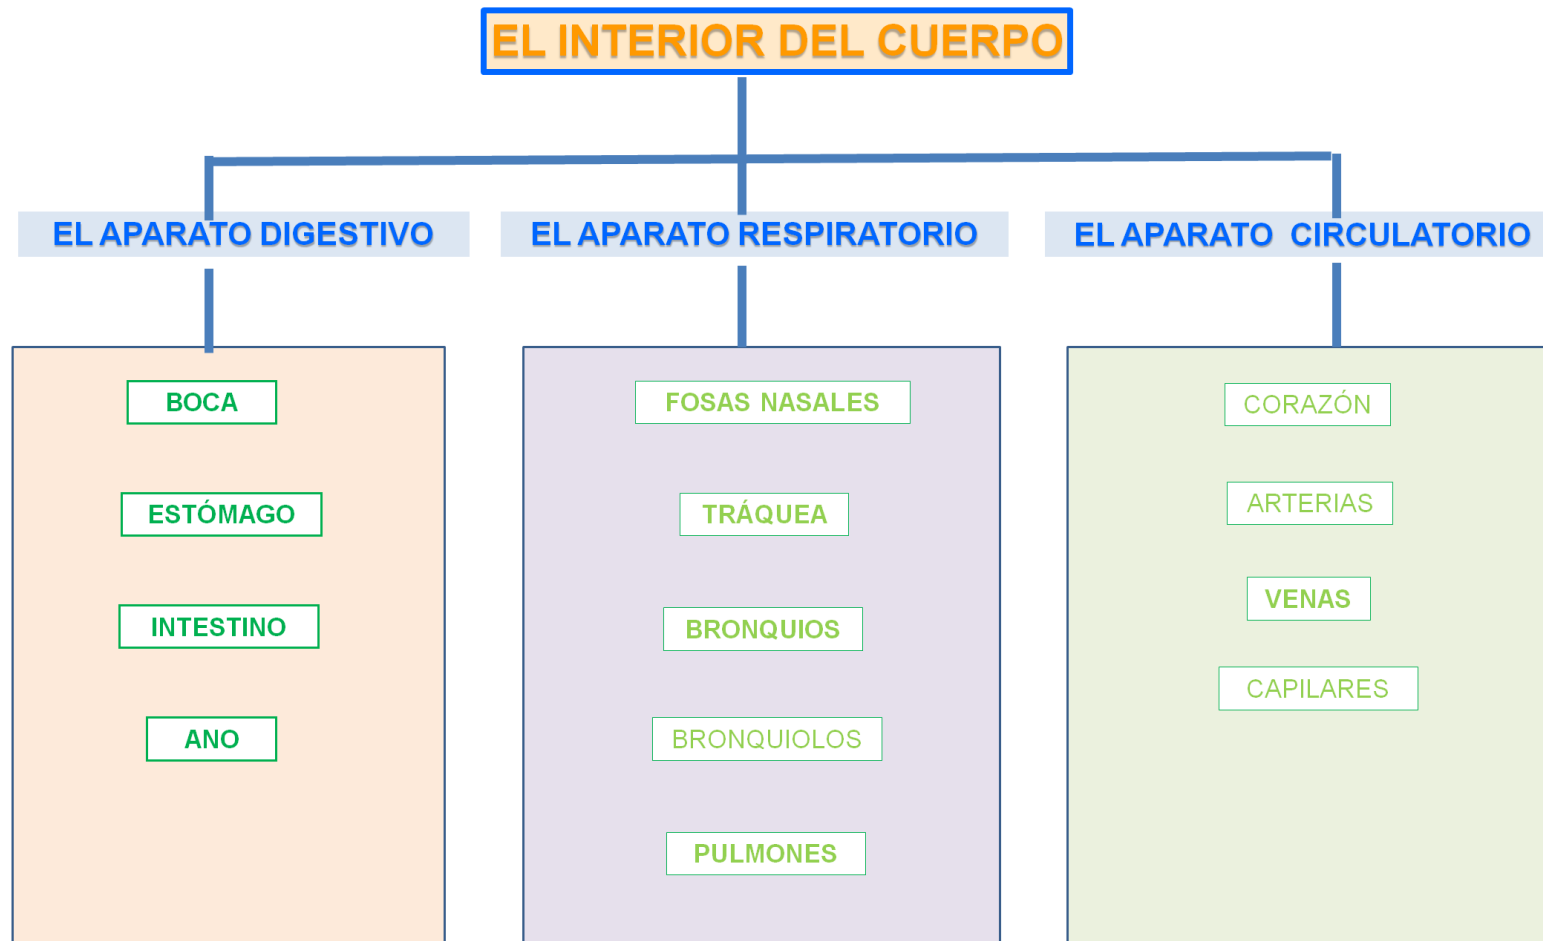 EL INTERIOR DEL CUERPO
EL APARATO DIGESTIVO
EL APARATO RESPIRATORIO
EL APARATO CIRCULATORIO
BOCA
ESTÓMAGO
INTESTINO
ANO
FOSAS NASALES
TRÁQUEA
BRONQUIOS
BRONQUIOLOS
PULMONES
CORAZÓN
ARTERIAS
VENAS
CAPILARES